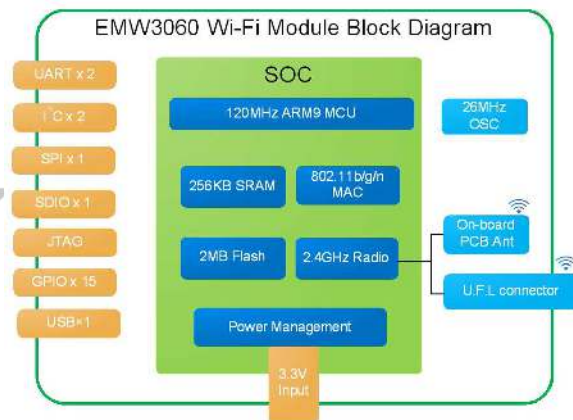 EMW3060 Wi-Fi Module Block Diagram
UART x 2
I²C x 2
SPI x 1
SDIO x 1
JTAG
GPIO x 15
USB×1
SOC
120MHz ARM9 MCU
256KB SRAM
802.11b/g/n
MAC
2MB Flash
2.4GHz Radio
Power Management
3.3V
Input
26MHz
OSC
On-board
PCB Ant
U.F.L connector